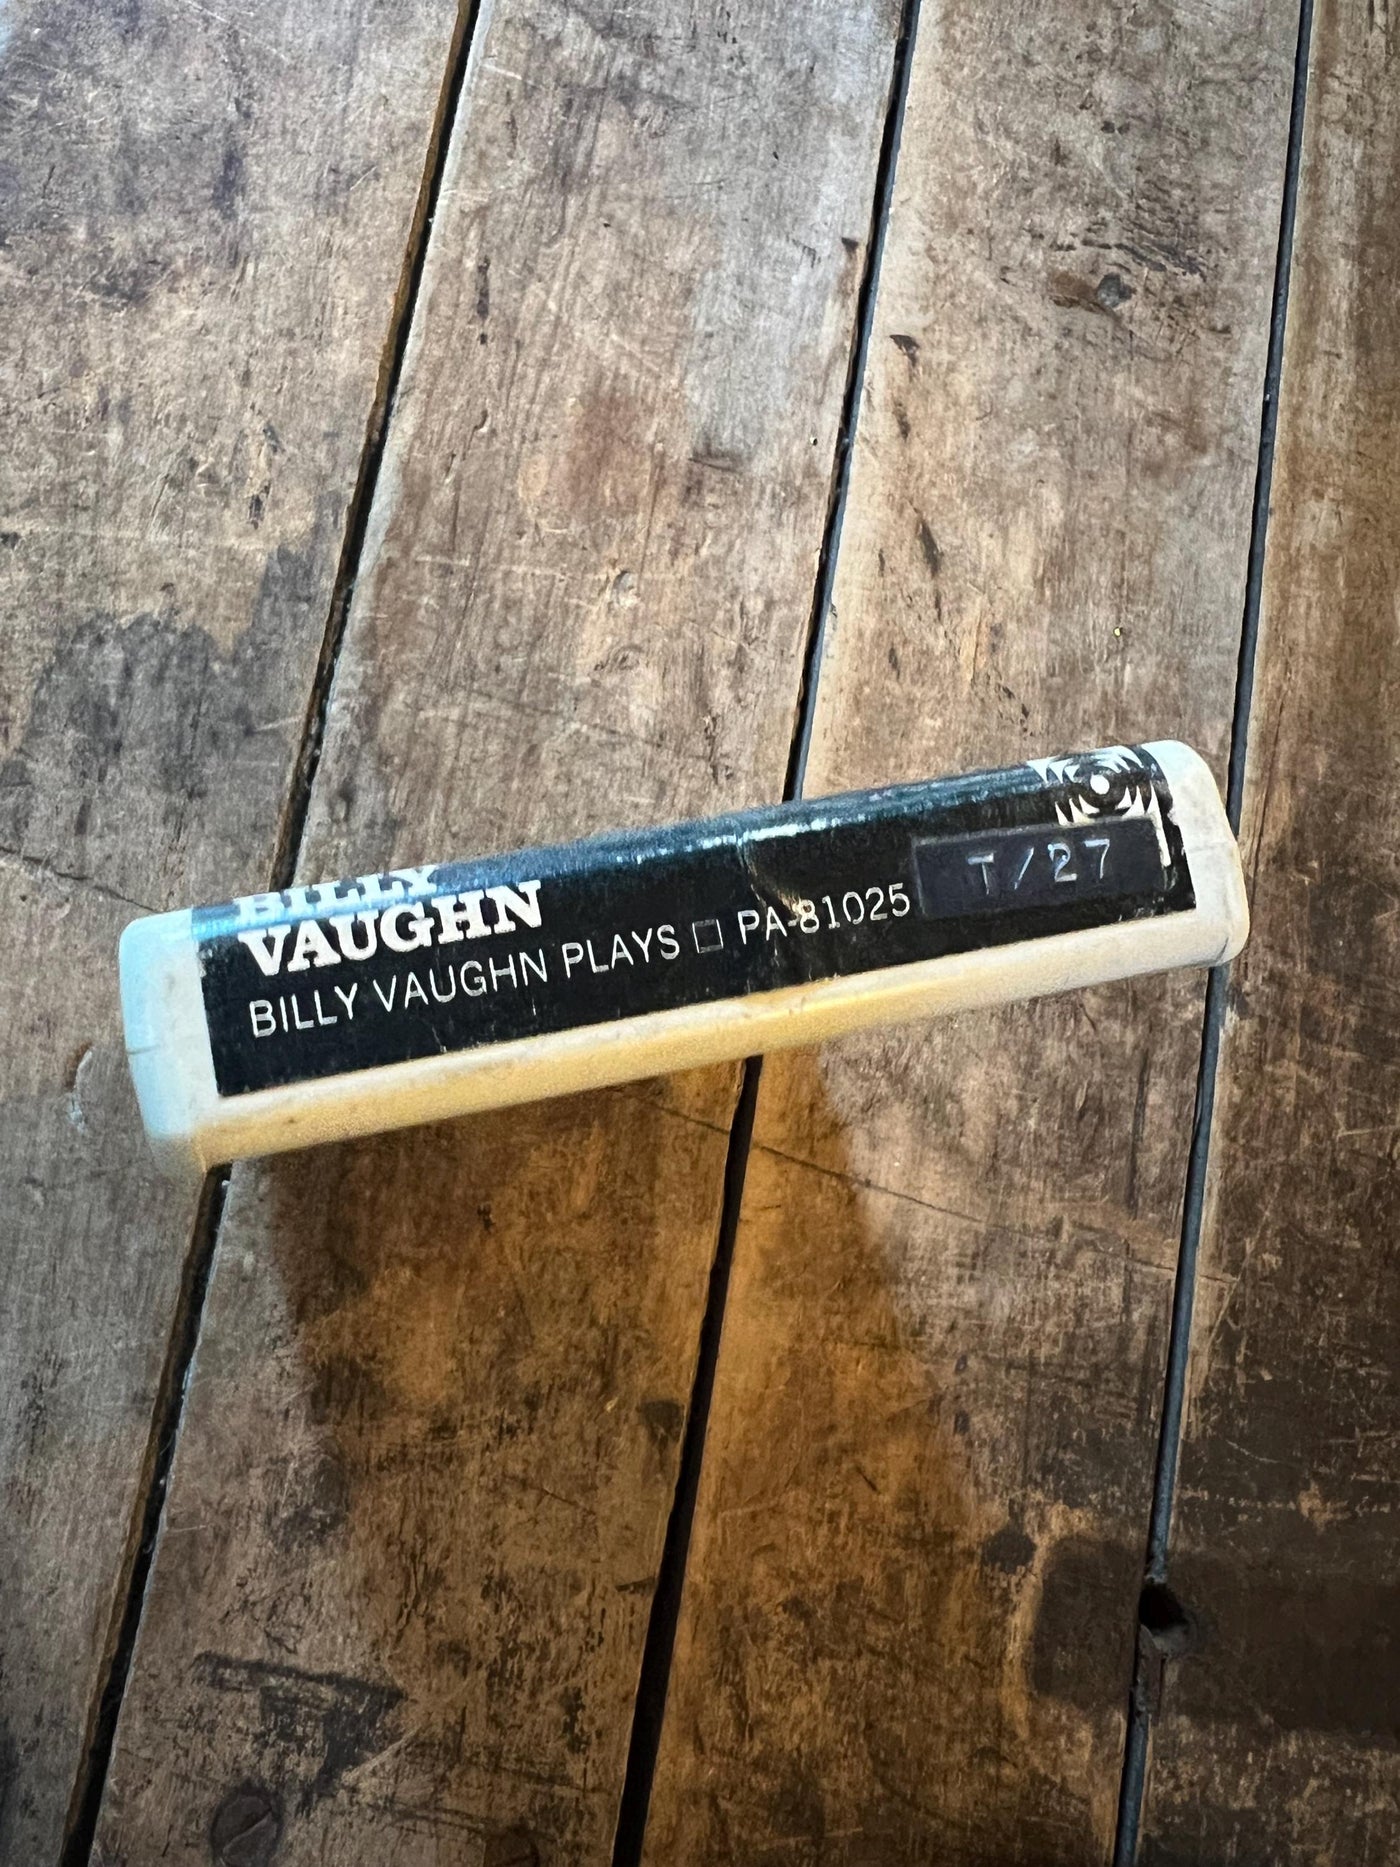 BILLY
VAUGHN
BILLY VAUGHN PLAYS □ PA-81025
T/27